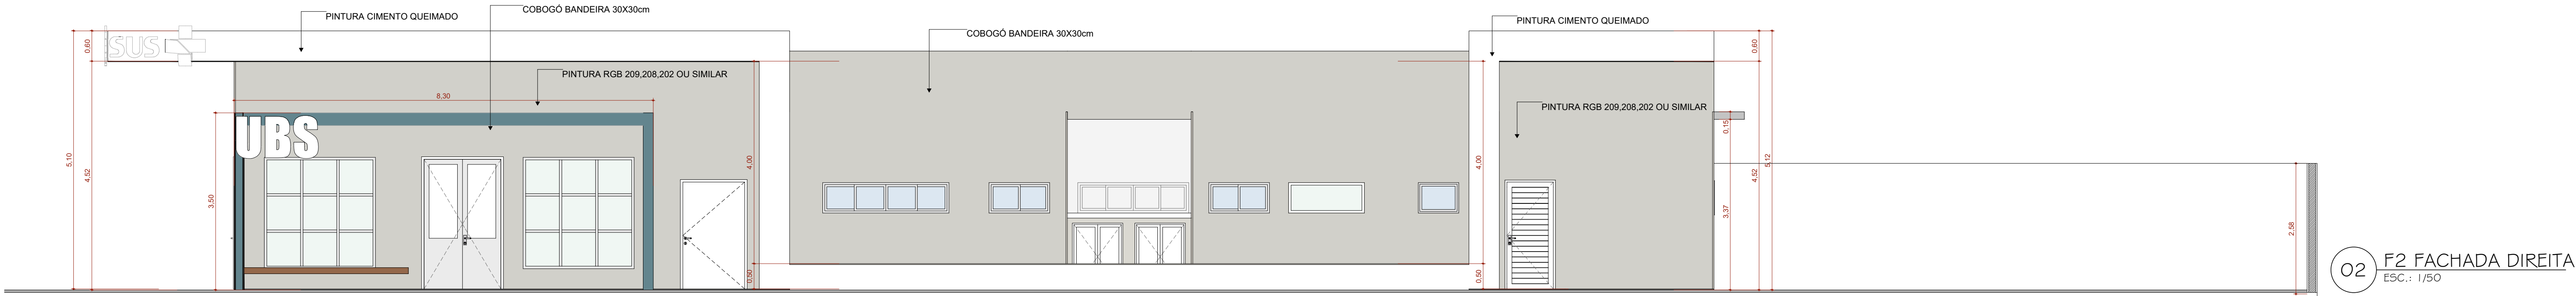 PINTURA CIMENTO QUEIMADO
COBOGÓ BANDEIRA 30X30cm
PINTURA CIMENTO QUEIMADO
COBOGÓ BANDEIRA 30X30cm
SUS
0,60
0,60
PINTURA RGB 209,208,202 OU SIMILAR
8,30
PINTURA RGB 209,208,202 OU SIMILAR
UBS
0,15
5,10
4,52
3,50
4,00
4,00
4,52
5,12
3,37
2,58
0,50
0,50
02
F2 FACHADA DIREITA
ESC.: 1/50